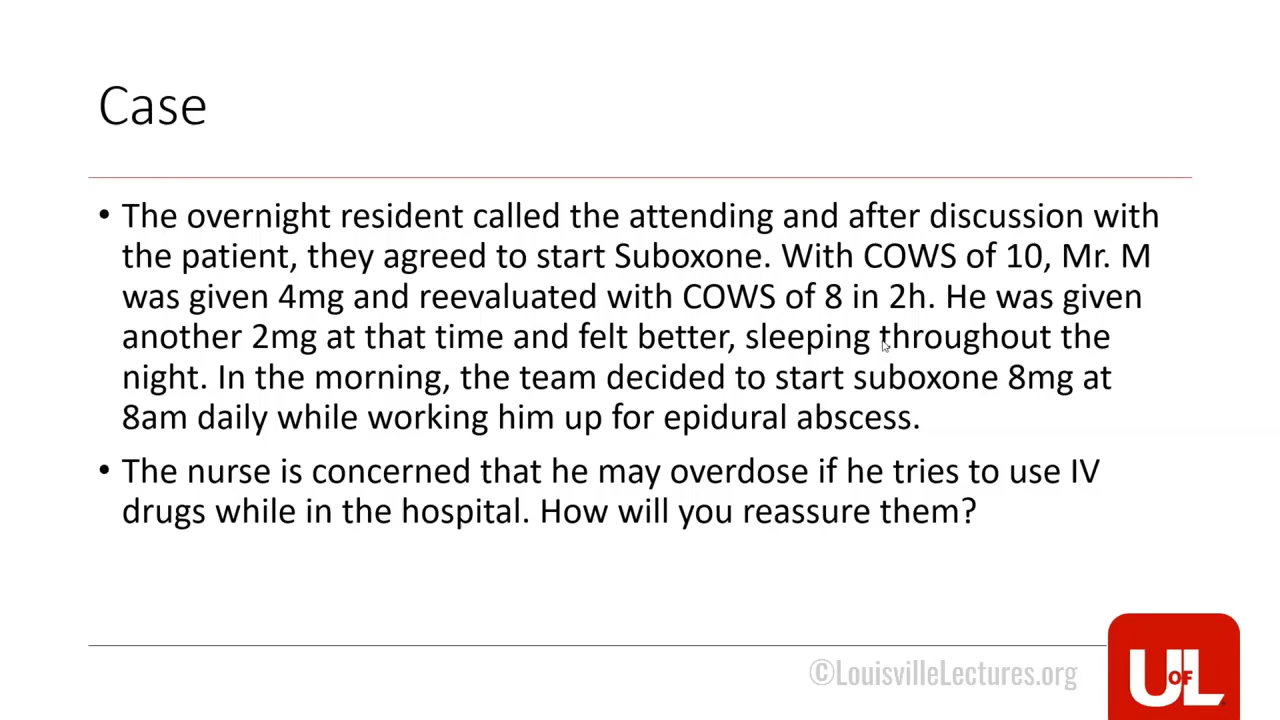 Case
• The overnight resident called the attending and after discussion with
the patient, they agreed to start Suboxone. With COWS of 10, Mr. M
was given 4mg and reevaluated with COWS of 8 in 2h. He was given
another 2mg at that time and felt better, sleeping throughout the
night. In the morning, the team decided to start suboxone 8mg at
8am daily while working him up for epidural abscess.
• The nurse is concerned that he may overdose if he tries to use IV
drugs while in the hospital. How will you reassure them?
©LouisvilleLectures.org
U OF L